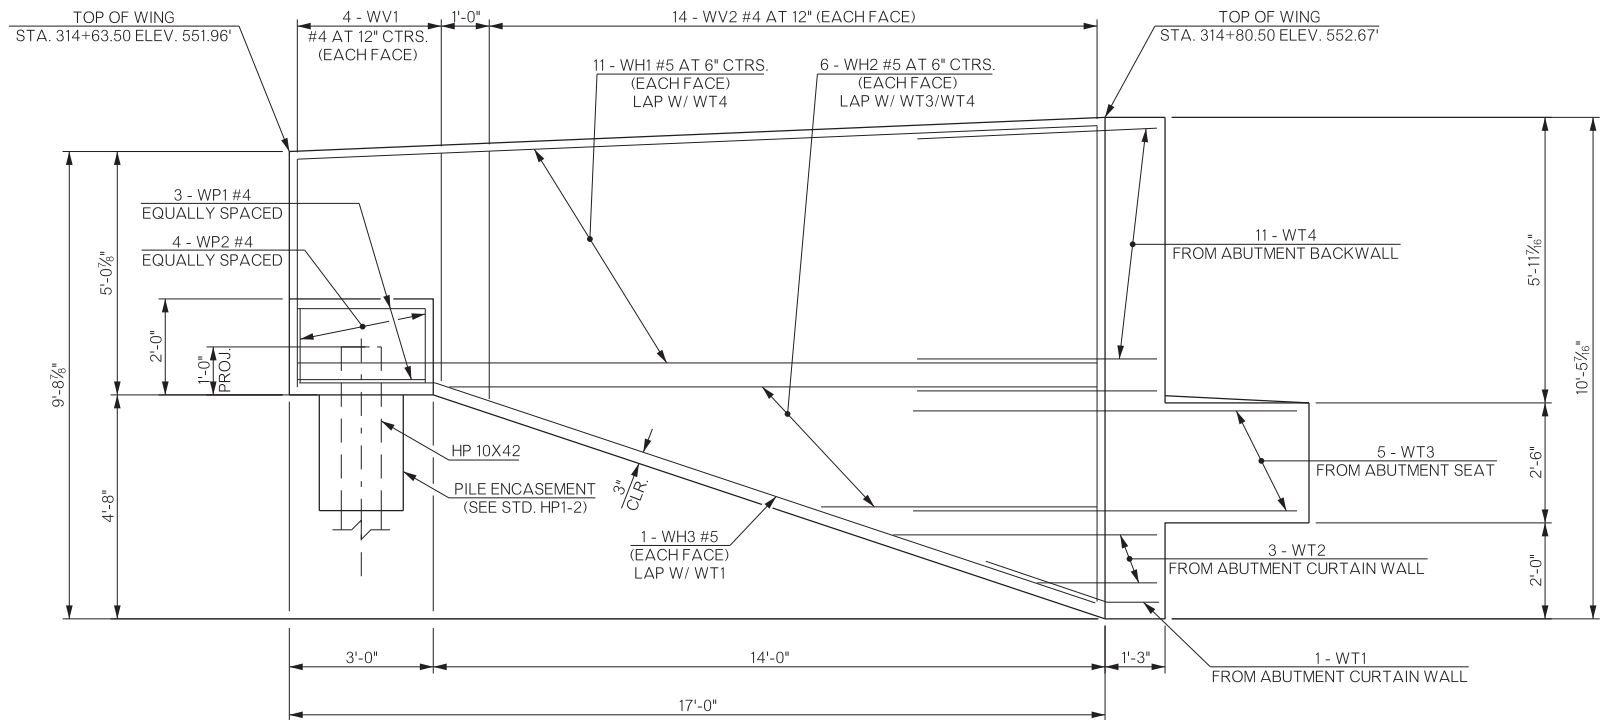 TOP OF WING
STA. 314+63.50 ELEV. 551.96'
4 - WV1
#4 AT 12" CTRS.
(EACH FACE)
1'-0"
14 - WV2 #4 AT 12" (EACH FACE)
TOP OF WING
STA. 314+80.50 ELEV. 552.67'
11 - WH1 #5 AT 6" CTRS.
(EACH FACE)
LAP W/ WT4
6 - WH2 #5 AT 6" CTRS.
(EACH FACE)
LAP W/ WT3/WT4
3 - WP1 #4
EQUALLY SPACED
4 - WP2 #4
EQUALLY SPACED
11 - WT4
FROM ABUTMENT BACKWALL
5'-0⅞"
2'-0"
1'-0"
PROJ.
9'-8⅞"
4'-8"
5'-11⁷⁄₁₆"
10'-5⁷⁄₁₆"
2'-6"
2'-0"
HP 10X42
PILE ENCASEMENT
(SEE STD. HP1-2)
3"
CLR.
1 - WH3 #5
(EACH FACE)
LAP W/ WT1
5 - WT3
FROM ABUTMENT SEAT
3 - WT2
FROM ABUTMENT CURTAIN WALL
1 - WT1
FROM ABUTMENT CURTAIN WALL
3'-0"
14'-0"
1'-3"
17'-0"